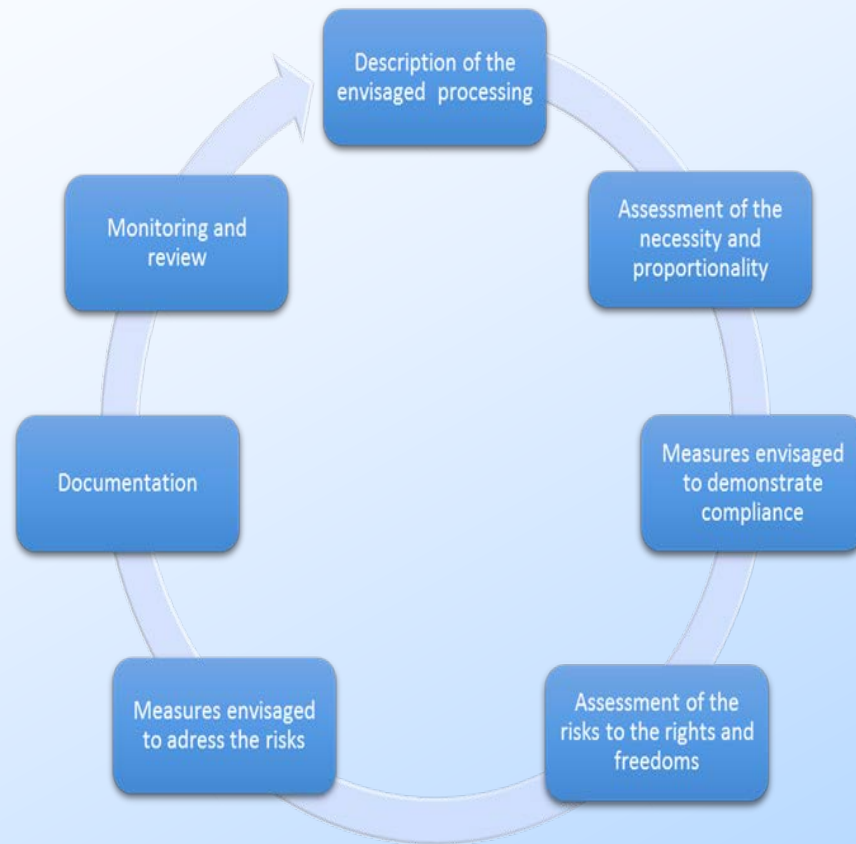 Description of the
envisaged processing
Assessment of the
necessity and
proportionality
Measures envisaged
to demonstrate
compliance
Assessment of the
risks to the rights and
freedoms
Measures envisaged
to adress the risks
Documentation
Monitoring and
review